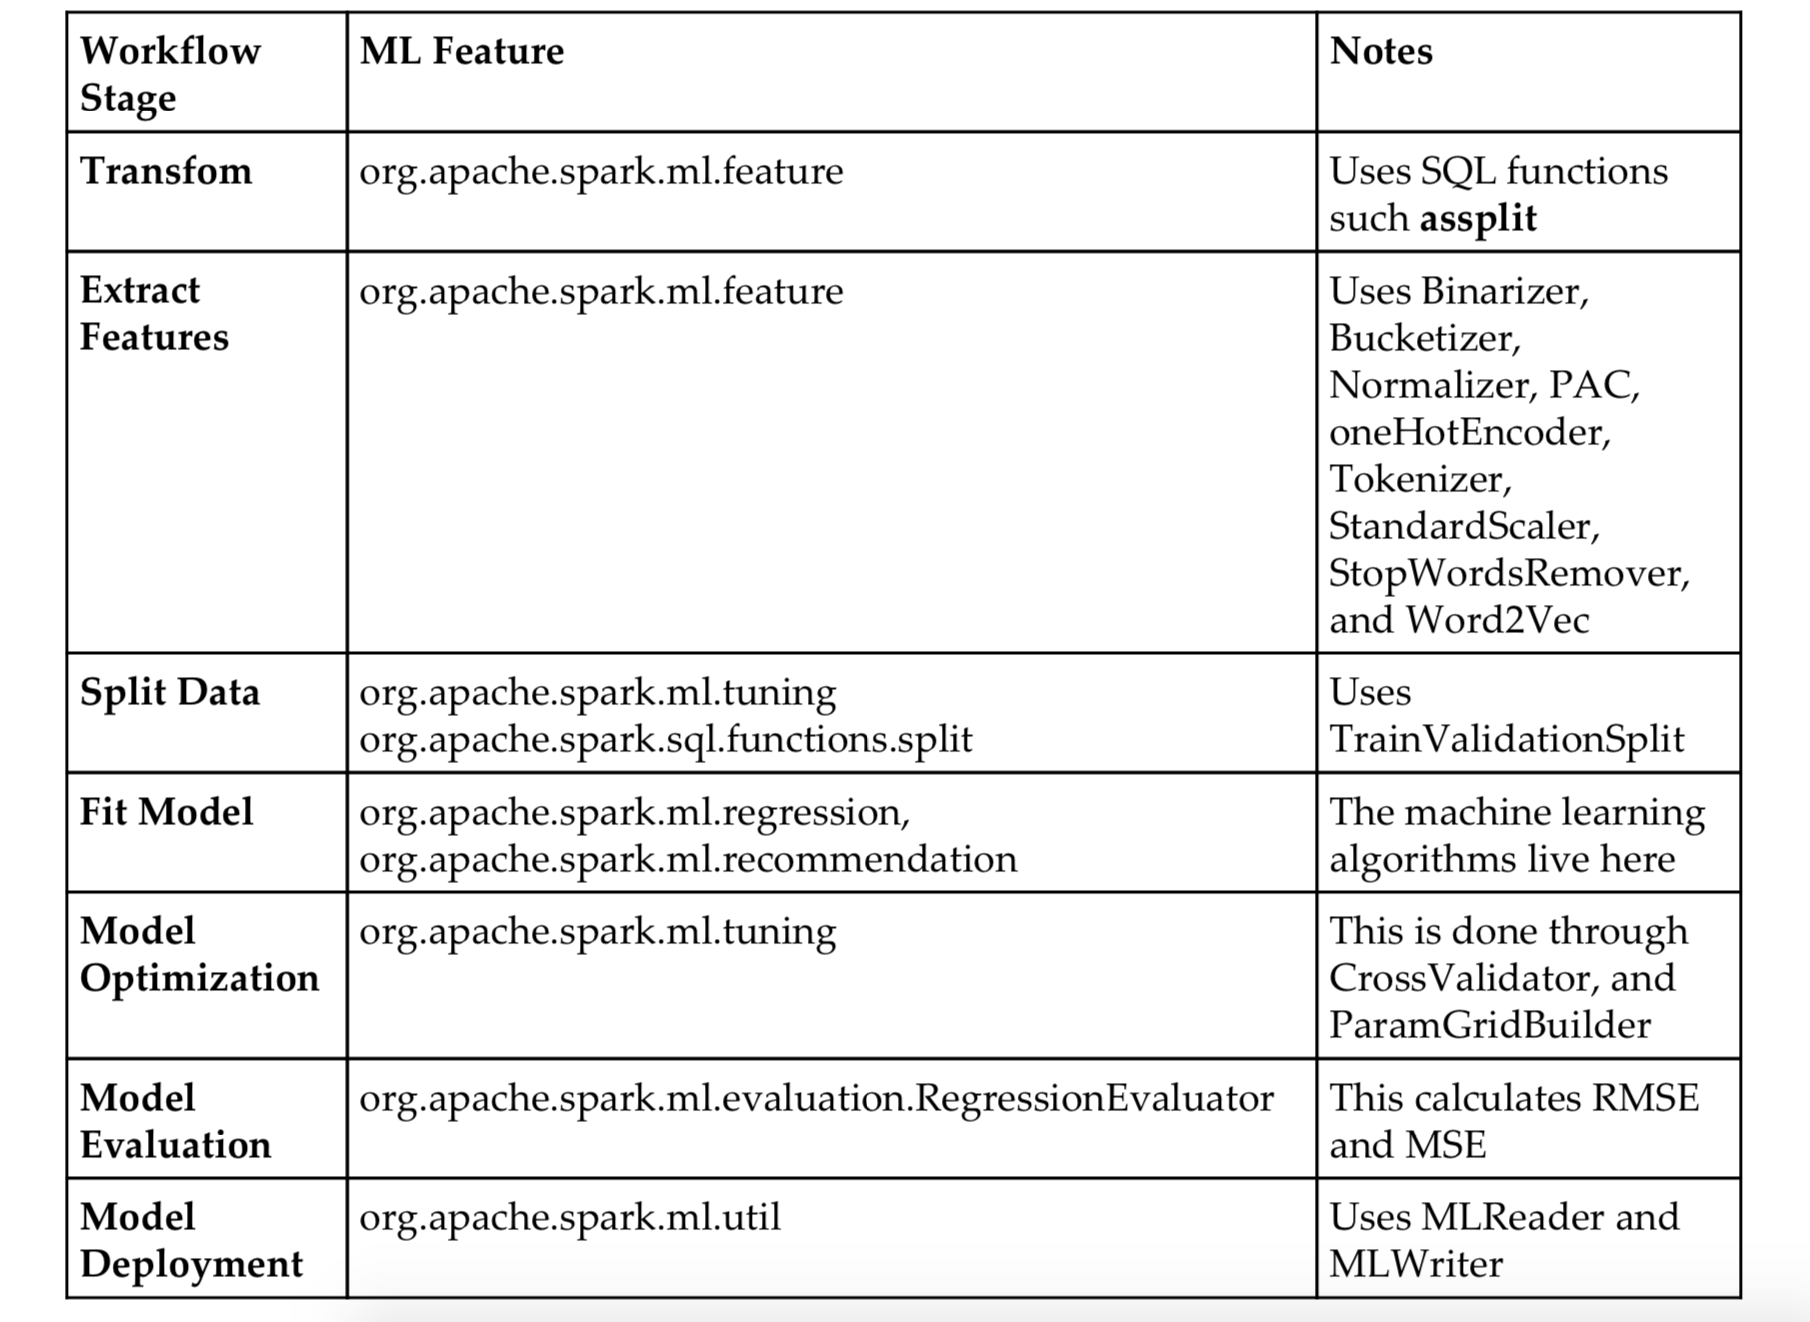 Workflow
Stage
ML Feature
Notes
Transfom
org.apache.spark.ml.feature
Uses SQL functions
such assplit
Extract
Features
org.apache.spark.ml.feature
Uses Binarizer,
Bucketizer,
Normalizer, PAC,
oneHotEncoder,
Tokenizer,
StandardScaler,
StopWordsRemover,
and Word2Vec
Split Data
org.apache.spark.ml.tuning
org.apache.spark.sql.functions.split
Uses
TrainValidationSplit
Fit Model
org.apache.spark.ml.regression,
org.apache.spark.ml.recommendation
The machine learning
algorithms live here
Model
Optimization
org.apache.spark.ml.tuning
This is done through
CrossValidator, and
ParamGridBuilder
Model
Evaluation
org.apache.spark.ml.evaluation.RegressionEvaluator
This calculates RMSE
and MSE
Model
Deployment
org.apache.spark.ml.util
Uses MLReader and
MLWriter